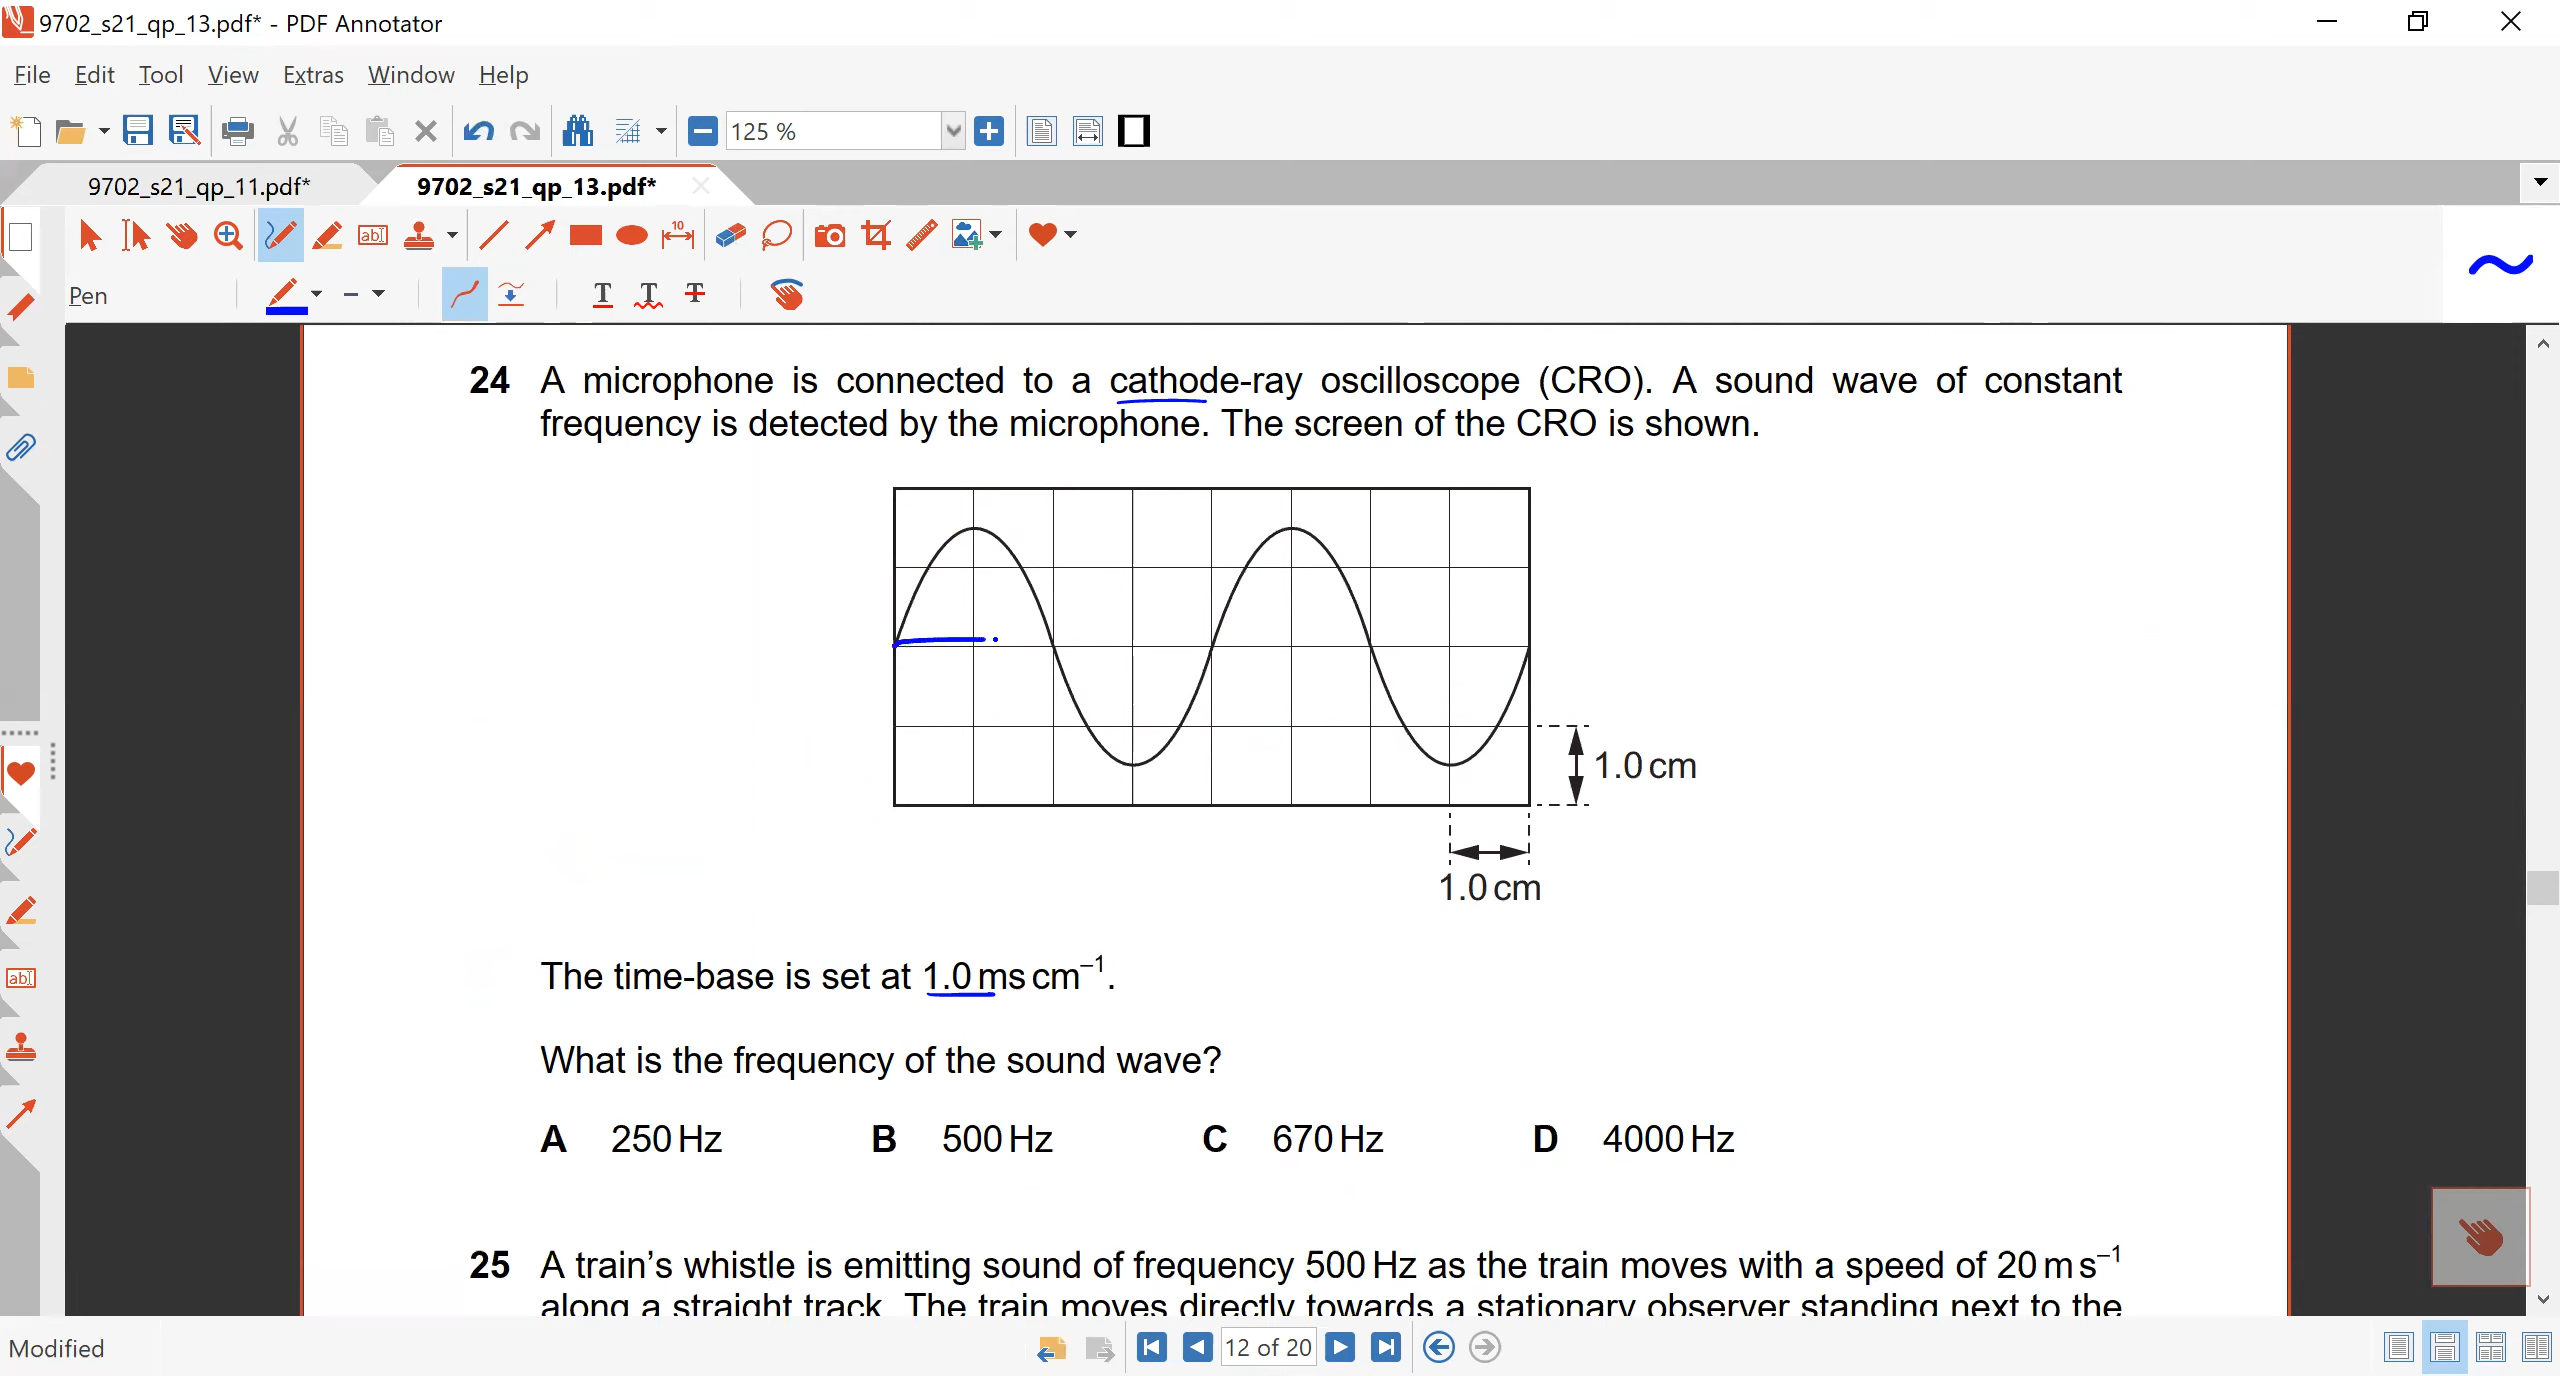 9702_s21_qp_13.pdf* - PDF Annotator
File Edit Tool View Extras Window Help
125 %
9702_s21_qp_11.pdf* 9702_s21_qp_13.pdf*
ab 10
Pen T T T
24 A microphone is connected to a cathode-ray oscilloscope (CRO). A sound wave of constant
frequency is detected by the microphone. The screen of the CRO is shown.
1.0 cm
1.0 cm
The time-base is set at 1.0 ms cm⁻¹.
What is the frequency of the sound wave?
A 250 Hz B 500 Hz C 670 Hz D 4000 Hz
25 A train’s whistle is emitting sound of frequency 500 Hz as the train moves with a speed of 20 m s⁻¹
along a straight track. The train moves directly towards a stationary observer standing next to the
ab
Modified
12 of 20